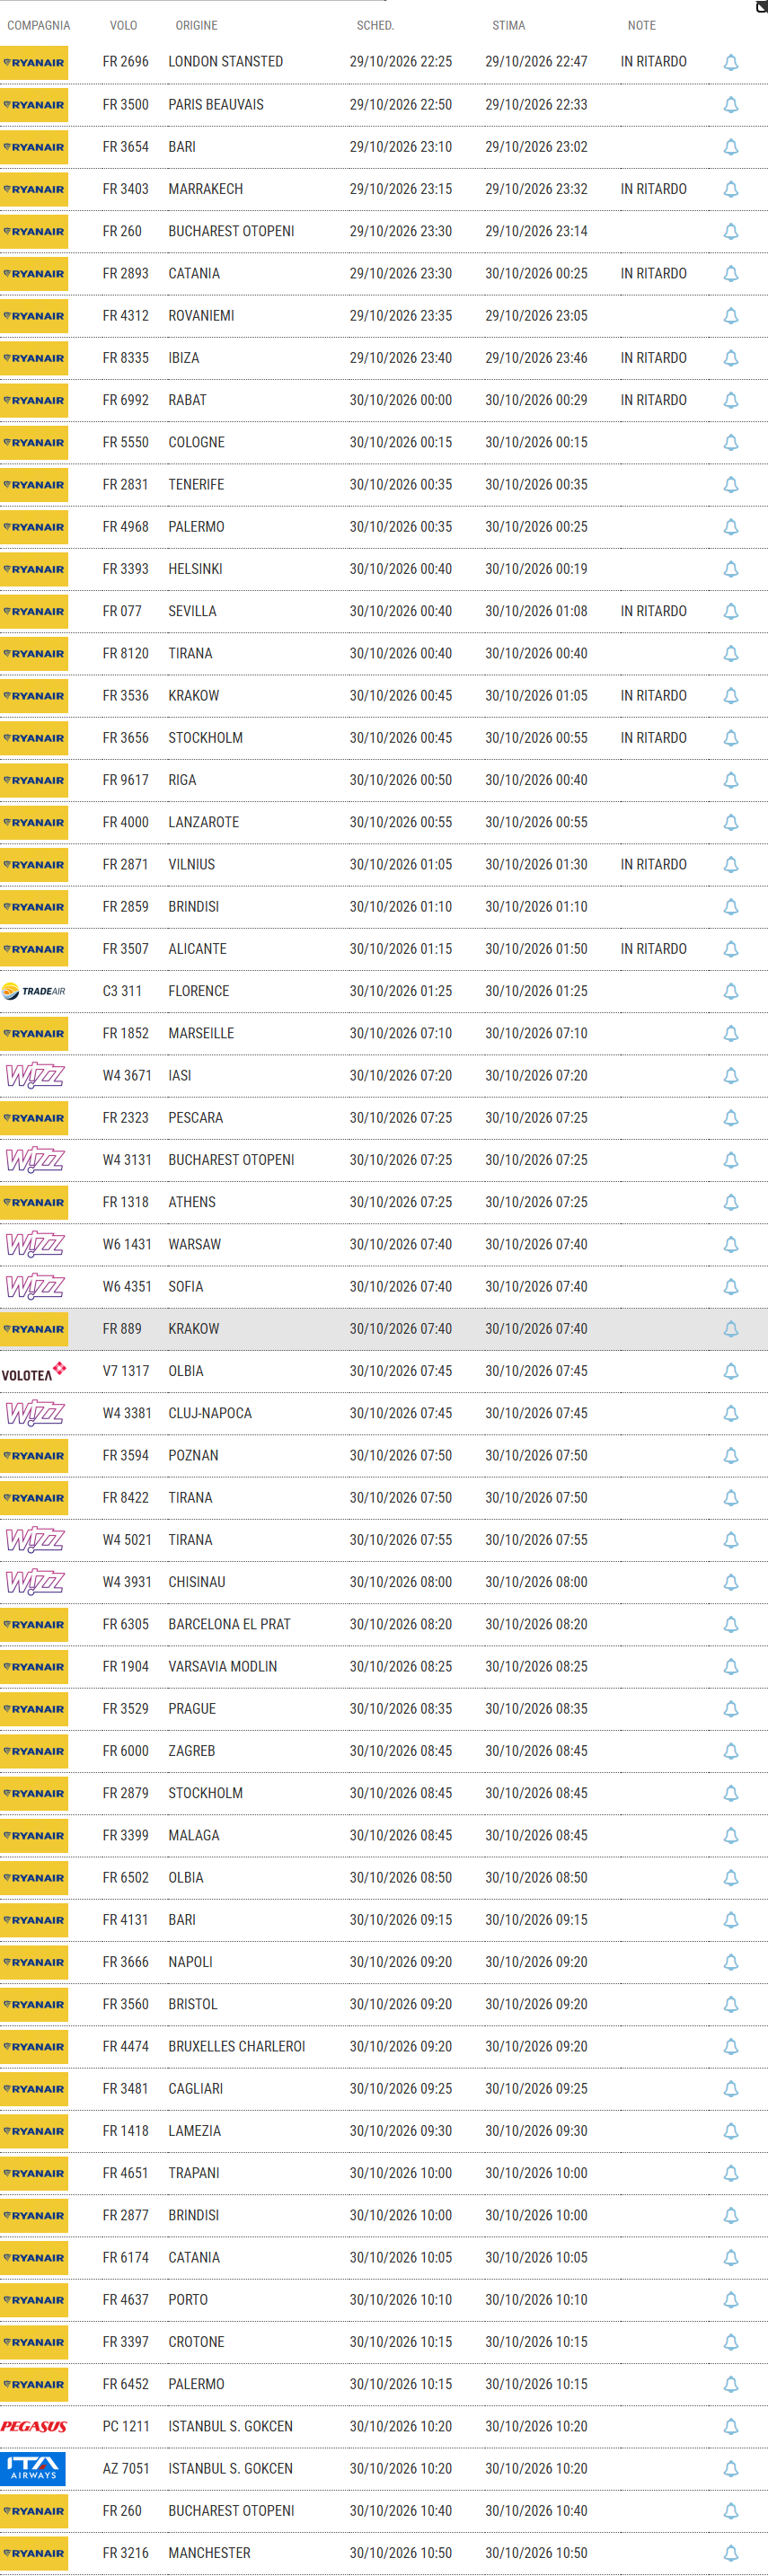 COMPAGNIA VOLO ORIGINE SCHED. STIMA NOTE
RYANAIR FR 2696 LONDON STANSTED 29/10/2026 22:25 29/10/2026 22:47 IN RITARDO
RYANAIR FR 3500 PARIS BEAUVAIS 29/10/2026 22:50 29/10/2026 22:33
RYANAIR FR 3654 BARI 29/10/2026 23:10 29/10/2026 23:02
RYANAIR FR 3403 MARRAKECH 29/10/2026 23:15 29/10/2026 23:32 IN RITARDO
RYANAIR FR 260 BUCHAREST OTOPENI 29/10/2026 23:30 29/10/2026 23:14
RYANAIR FR 2893 CATANIA 29/10/2026 23:30 30/10/2026 00:25 IN RITARDO
RYANAIR FR 4312 ROVANIEMI 29/10/2026 23:35 29/10/2026 23:05
RYANAIR FR 8335 IBIZA 29/10/2026 23:40 29/10/2026 23:46 IN RITARDO
RYANAIR FR 6992 RABAT 30/10/2026 00:00 30/10/2026 00:29 IN RITARDO
RYANAIR FR 5550 COLOGNE 30/10/2026 00:15 30/10/2026 00:15
RYANAIR FR 2831 TENERIFE 30/10/2026 00:35 30/10/2026 00:35
RYANAIR FR 4968 PALERMO 30/10/2026 00:35 30/10/2026 00:25
RYANAIR FR 3393 HELSINKI 30/10/2026 00:40 30/10/2026 00:19
RYANAIR FR 077 SEVILLA 30/10/2026 00:40 30/10/2026 01:08 IN RITARDO
RYANAIR FR 8120 TIRANA 30/10/2026 00:40 30/10/2026 00:40
RYANAIR FR 3536 KRAKOW 30/10/2026 00:45 30/10/2026 01:05 IN RITARDO
RYANAIR FR 3656 STOCKHOLM 30/10/2026 00:45 30/10/2026 00:55 IN RITARDO
RYANAIR FR 9617 RIGA 30/10/2026 00:50 30/10/2026 00:40
RYANAIR FR 4000 LANZAROTE 30/10/2026 00:55 30/10/2026 00:55
RYANAIR FR 2871 VILNIUS 30/10/2026 01:05 30/10/2026 01:30 IN RITARDO
RYANAIR FR 2859 BRINDISI 30/10/2026 01:10 30/10/2026 01:10
RYANAIR FR 3507 ALICANTE 30/10/2026 01:15 30/10/2026 01:50 IN RITARDO
TRADEAIR C3 311 FLORENCE 30/10/2026 01:25 30/10/2026 01:25
RYANAIR FR 1852 MARSEILLE 30/10/2026 07:10 30/10/2026 07:10
WIZZ W4 3671 IASI 30/10/2026 07:20 30/10/2026 07:20
RYANAIR FR 2323 PESCARA 30/10/2026 07:25 30/10/2026 07:25
WIZZ W4 3131 BUCHAREST OTOPENI 30/10/2026 07:25 30/10/2026 07:25
RYANAIR FR 1318 ATHENS 30/10/2026 07:25 30/10/2026 07:25
WIZZ W6 1431 WARSAW 30/10/2026 07:40 30/10/2026 07:40
WIZZ W6 4351 SOFIA 30/10/2026 07:40 30/10/2026 07:40
RYANAIR FR 889 KRAKOW 30/10/2026 07:40 30/10/2026 07:40
VOLOTEA V7 1317 OLBIA 30/10/2026 07:45 30/10/2026 07:45
WIZZ W4 3381 CLUJ-NAPOCA 30/10/2026 07:45 30/10/2026 07:45
RYANAIR FR 3594 POZNAN 30/10/2026 07:50 30/10/2026 07:50
RYANAIR FR 8422 TIRANA 30/10/2026 07:50 30/10/2026 07:50
WIZZ W4 5021 TIRANA 30/10/2026 07:55 30/10/2026 07:55
WIZZ W4 3931 CHISINAU 30/10/2026 08:00 30/10/2026 08:00
RYANAIR FR 6305 BARCELONA EL PRAT 30/10/2026 08:20 30/10/2026 08:20
RYANAIR FR 1904 VARSAVIA MODLIN 30/10/2026 08:25 30/10/2026 08:25
RYANAIR FR 3529 PRAGUE 30/10/2026 08:35 30/10/2026 08:35
RYANAIR FR 6000 ZAGREB 30/10/2026 08:45 30/10/2026 08:45
RYANAIR FR 2879 STOCKHOLM 30/10/2026 08:45 30/10/2026 08:45
RYANAIR FR 3399 MALAGA 30/10/2026 08:45 30/10/2026 08:45
RYANAIR FR 6502 OLBIA 30/10/2026 08:50 30/10/2026 08:50
RYANAIR FR 4131 BARI 30/10/2026 09:15 30/10/2026 09:15
RYANAIR FR 3666 NAPOLI 30/10/2026 09:20 30/10/2026 09:20
RYANAIR FR 3560 BRISTOL 30/10/2026 09:20 30/10/2026 09:20
RYANAIR FR 4474 BRUXELLES CHARLEROI 30/10/2026 09:20 30/10/2026 09:20
RYANAIR FR 3481 CAGLIARI 30/10/2026 09:25 30/10/2026 09:25
RYANAIR FR 1418 LAMEZIA 30/10/2026 09:30 30/10/2026 09:30
RYANAIR FR 4651 TRAPANI 30/10/2026 10:00 30/10/2026 10:00
RYANAIR FR 2877 BRINDISI 30/10/2026 10:00 30/10/2026 10:00
RYANAIR FR 6174 CATANIA 30/10/2026 10:05 30/10/2026 10:05
RYANAIR FR 4637 PORTO 30/10/2026 10:10 30/10/2026 10:10
RYANAIR FR 3397 CROTONE 30/10/2026 10:15 30/10/2026 10:15
RYANAIR FR 6452 PALERMO 30/10/2026 10:15 30/10/2026 10:15
PEGASUS PC 1211 ISTANBUL S. GOKCEN 30/10/2026 10:20 30/10/2026 10:20
ITA AIRWAYS AZ 7051 ISTANBUL S. GOKCEN 30/10/2026 10:20 30/10/2026 10:20
RYANAIR FR 260 BUCHAREST OTOPENI 30/10/2026 10:40 30/10/2026 10:40
RYANAIR FR 3216 MANCHESTER 30/10/2026 10:50 30/10/2026 10:50